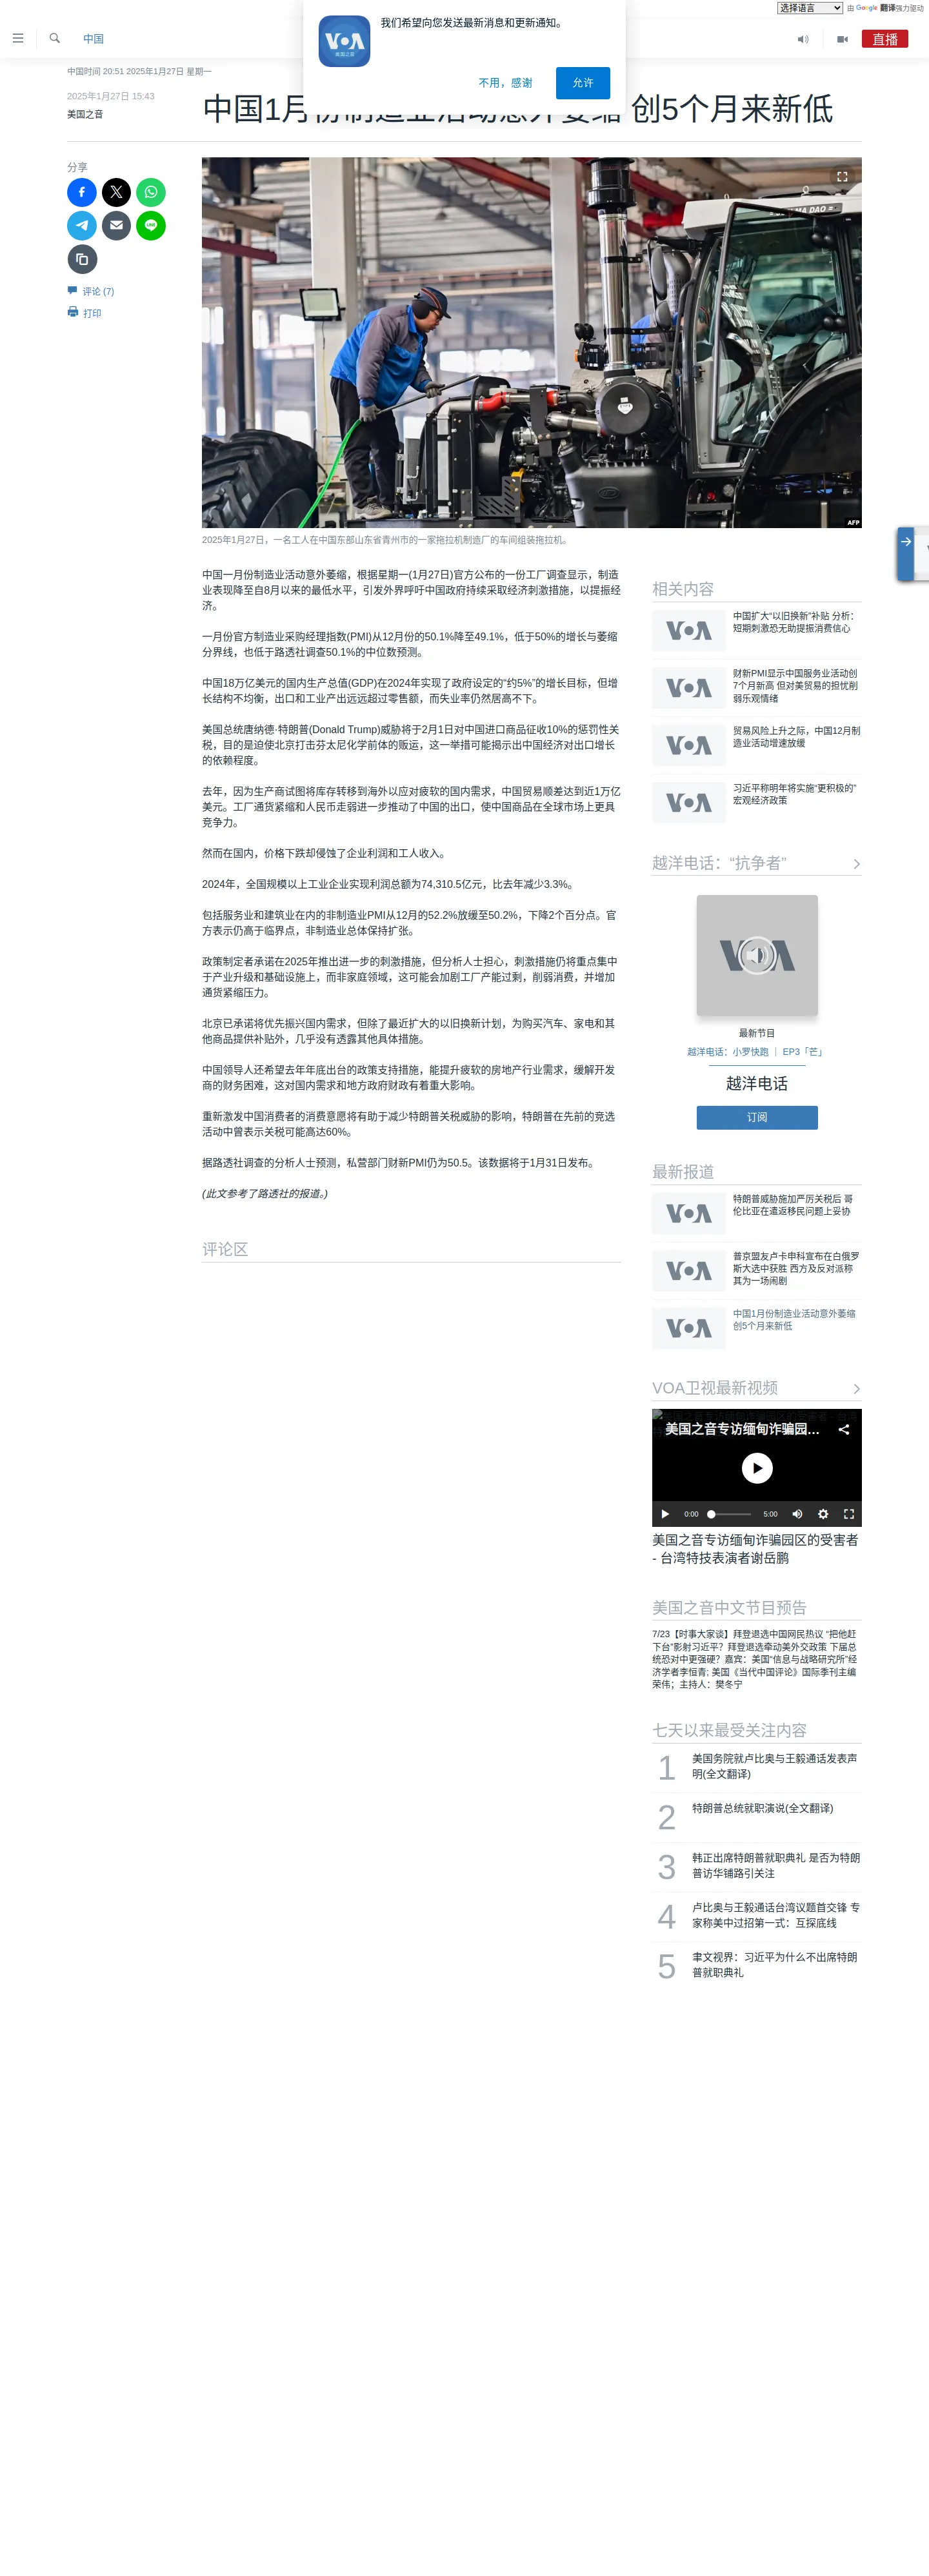 选择语言
由 Google 翻译强力驱动
我们希望向您发送最新消息和更新通知。
VOA
美国之音
不用，感谢
允许
中国
直播
中国时间 20:51 2025年1月27日 星期一
2025年1月27日 15:43
美国之音
中国1月份制造业活动意外萎缩 创5个月来新低
分享
评论 (7)
打印
AFP
2025年1月27日，一名工人在中国东部山东省青州市的一家拖拉机制造厂的车间组装拖拉机。
中国一月份制造业活动意外萎缩，根据星期一(1月27日)官方公布的一份工厂调查显示，制造
业表现降至自8月以来的最低水平，引发外界呼吁中国政府持续采取经济刺激措施，以提振经
济。
一月份官方制造业采购经理指数(PMI)从12月份的50.1%降至49.1%，低于50%的增长与萎缩
分界线，也低于路透社调查50.1%的中位数预测。
中国18万亿美元的国内生产总值(GDP)在2024年实现了政府设定的“约5%”的增长目标，但增
长结构不均衡，出口和工业产出远远超过零售额，而失业率仍然居高不下。
美国总统唐纳德·特朗普(Donald Trump)威胁将于2月1日对中国进口商品征收10%的惩罚性关
税，目的是迫使北京打击芬太尼化学前体的贩运，这一举措可能揭示出中国经济对出口增长
的依赖程度。
去年，因为生产商试图将库存转移到海外以应对疲软的国内需求，中国贸易顺差达到近1万亿
美元。工厂通货紧缩和人民币走弱进一步推动了中国的出口，使中国商品在全球市场上更具
竞争力。
然而在国内，价格下跌却侵蚀了企业利润和工人收入。
2024年，全国规模以上工业企业实现利润总额为74,310.5亿元，比去年减少3.3%。
包括服务业和建筑业在内的非制造业PMI从12月的52.2%放缓至50.2%，下降2个百分点。官
方表示仍高于临界点，非制造业总体保持扩张。
政策制定者承诺在2025年推出进一步的刺激措施，但分析人士担心，刺激措施仍将重点集中
于产业升级和基础设施上，而非家庭领域，这可能会加剧工厂产能过剩，削弱消费，并增加
通货紧缩压力。
北京已承诺将优先振兴国内需求，但除了最近扩大的以旧换新计划，为购买汽车、家电和其
他商品提供补贴外，几乎没有透露其他具体措施。
中国领导人还希望去年年底出台的政策支持措施，能提升疲软的房地产行业需求，缓解开发
商的财务困难，这对国内需求和地方政府财政有着重大影响。
重新激发中国消费者的消费意愿将有助于减少特朗普关税威胁的影响，特朗普在先前的竞选
活动中曾表示关税可能高达60%。
据路透社调查的分析人士预测，私营部门财新PMI仍为50.5。该数据将于1月31日发布。
(此文参考了路透社的报道。)
评论区
相关内容
VOA
中国扩大“以旧换新”补贴 分析：
短期刺激恐无助提振消费信心
VOA
财新PMI显示中国服务业活动创
7个月新高 但对美贸易的担忧削
弱乐观情绪
VOA
贸易风险上升之际，中国12月制
造业活动增速放缓
VOA
习近平称明年将实施“更积极的”
宏观经济政策
越洋电话：“抗争者”
VOA
最新节目
越洋电话：小罗快跑 ｜ EP3「芒」
越洋电话
订阅
最新报道
VOA
特朗普威胁施加严厉关税后 哥
伦比亚在遣返移民问题上妥协
VOA
普京盟友卢卡申科宣布在白俄罗
斯大选中获胜 西方及反对派称
其为一场闹剧
VOA
中国1月份制造业活动意外萎缩
创5个月来新低
VOA卫视最新视频
美国之音专访缅甸诈骗园…
0:00
5:00
美国之音专访缅甸诈骗园区的受害者
- 台湾特技表演者谢岳鹏
美国之音中文节目预告
7/23【时事大家谈】拜登退选中国网民热议 “把他赶
下台”影射习近平？拜登退选牵动美外交政策 下届总
统恐对中更强硬？嘉宾：美国“信息与战略研究所”经
济学者李恒青; 美国《当代中国评论》国际季刊主编
荣伟；主持人：樊冬宁
七天以来最受关注内容
1
美国务院就卢比奥与王毅通话发表声
明(全文翻译)
2
特朗普总统就职演说(全文翻译)
3
韩正出席特朗普就职典礼 是否为特朗
普访华铺路引关注
4
卢比奥与王毅通话台湾议题首交锋 专
家称美中过招第一式：互探底线
5
聿文视界：习近平为什么不出席特朗
普就职典礼